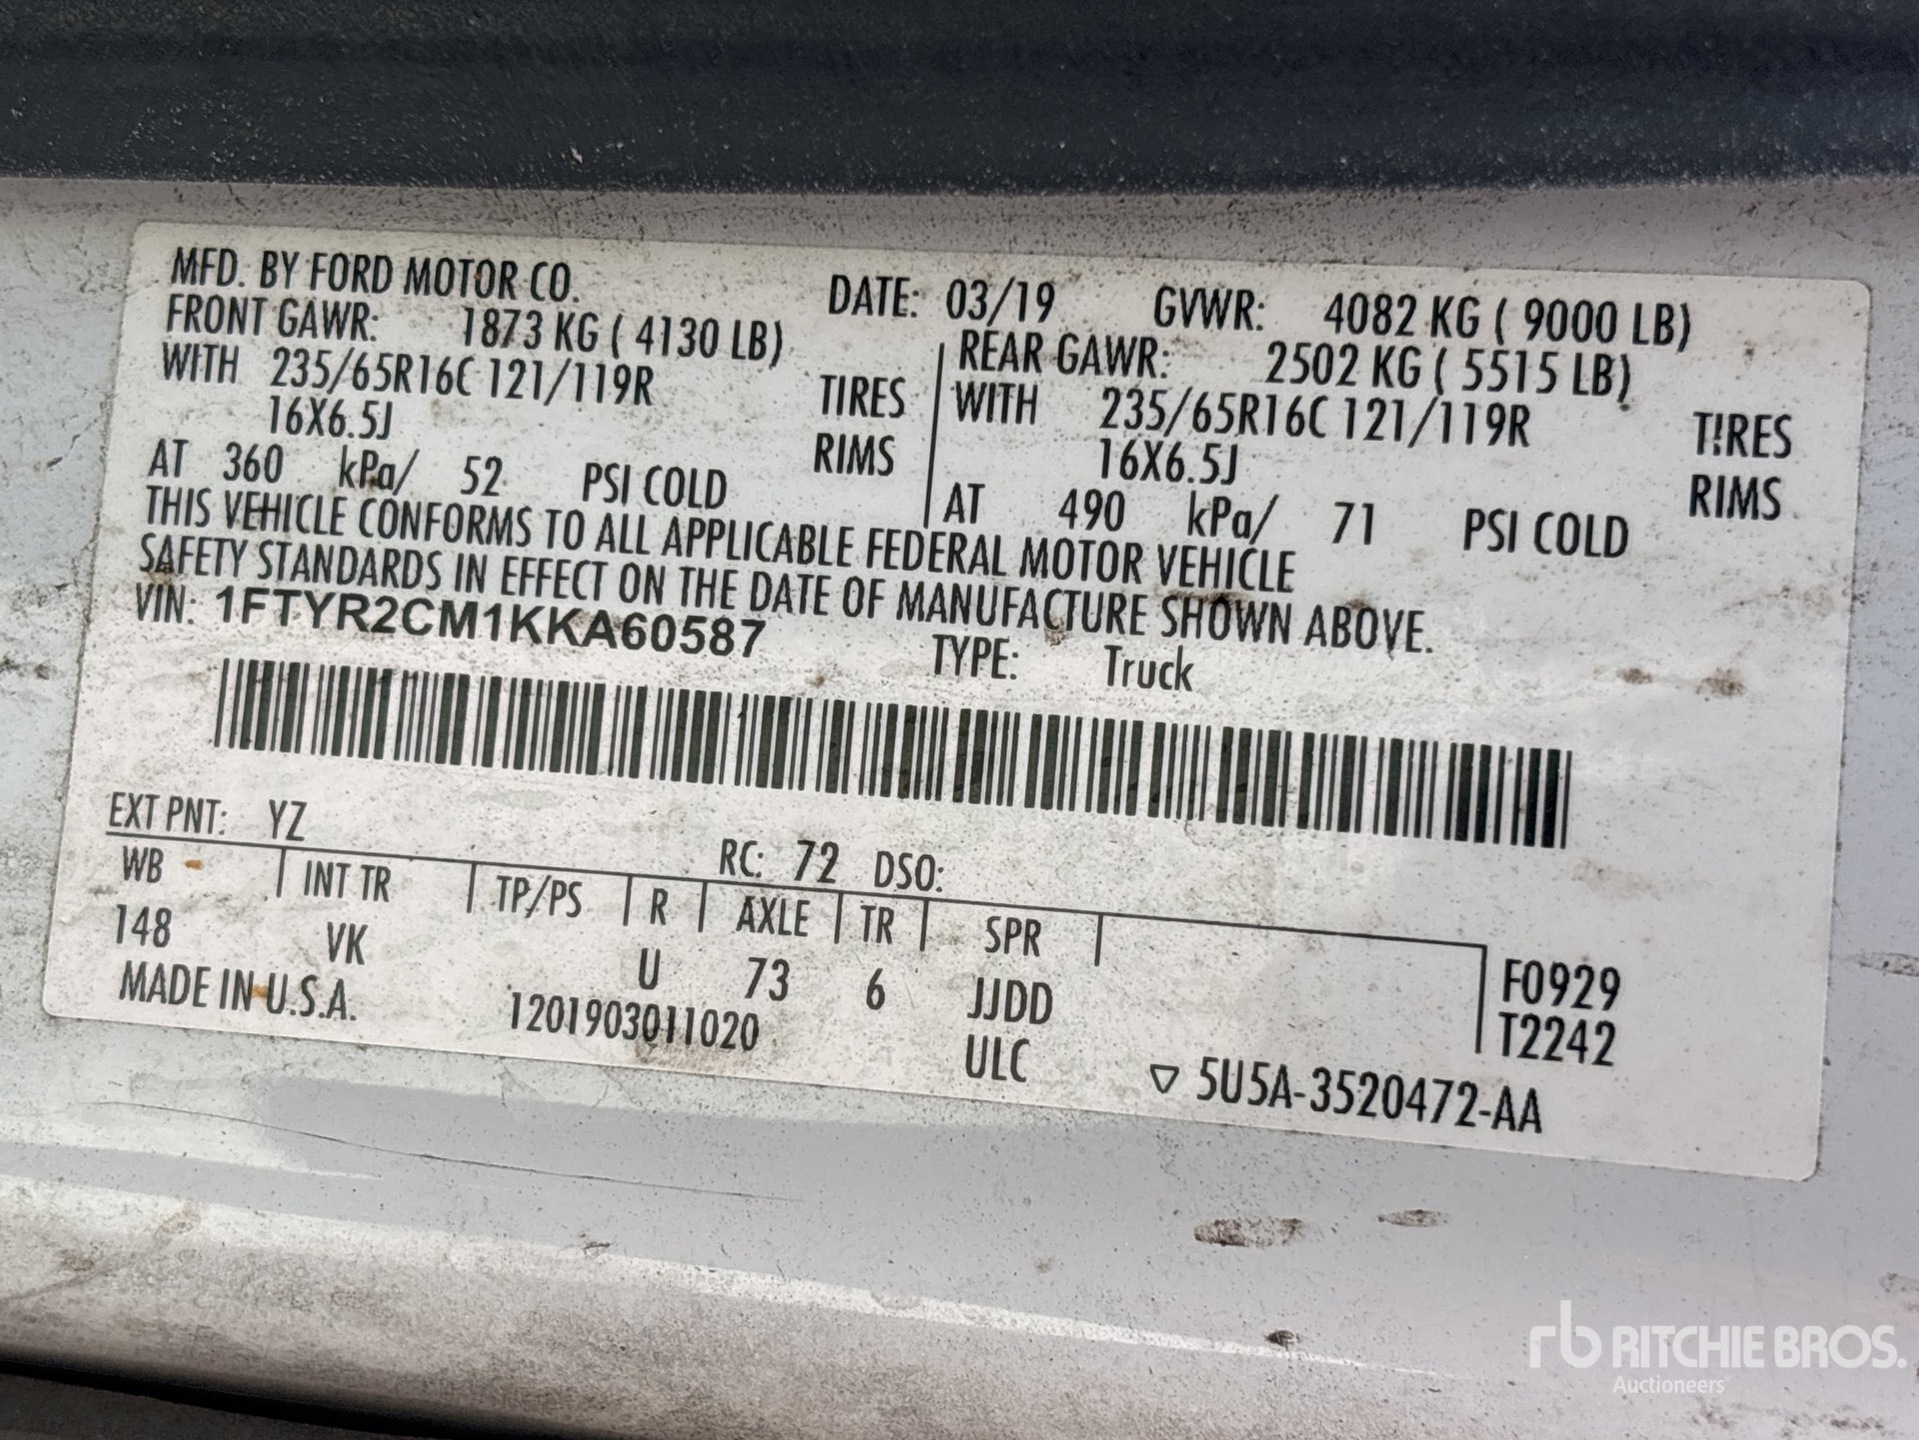 MFD. BY FORD MOTOR CO. DATE: 03/19 GVWR: 4082 KG ( 9000 LB)
FRONT GAWR: 1873 KG ( 4130 LB) REAR GAWR: 2502 KG ( 5515 LB)
WITH 235/65R16C 121/119R TIRES WITH 235/65R16C 121/119R TIRES
16X6.5J RIMS 16X6.5J RIMS
AT 360 kPa/ 52 PSI COLD AT 490 kPa/ 71 PSI COLD
THIS VEHICLE CONFORMS TO ALL APPLICABLE FEDERAL MOTOR VEHICLE
SAFETY STANDARDS IN EFFECT ON THE DATE OF MANUFACTURE SHOWN ABOVE.
VIN: 1FTYR2CM1KKA60587 TYPE: Truck
EXT PNT: YZ RC: 72 DSO:
WB INT TR TP/PS R AXLE TR SPR
148 VK U 73 6 JJDD F0929
MADE IN U.S.A. 1201903011020 ULC T2242
▽ 5U5A-3520472-AA
rb RITCHIE BROS.
Auctioneers